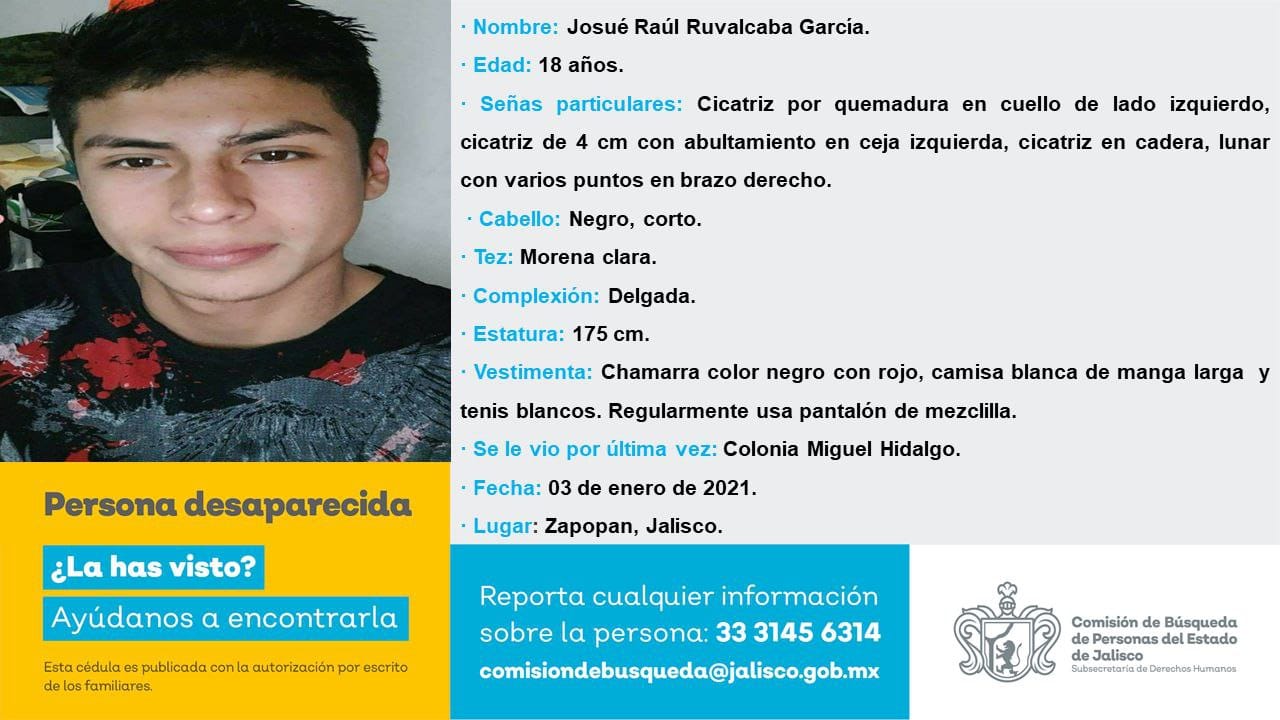 · Nombre: Josué Raúl Ruvalcaba García.
· Edad: 18 años.
· Señas particulares: Cicatriz por quemadura en cuello de lado izquierdo,
cicatriz de 4 cm con abultamiento en ceja izquierda, cicatriz en cadera, lunar
con varios puntos en brazo derecho.
· Cabello: Negro, corto.
· Tez: Morena clara.
· Complexión: Delgada.
· Estatura: 175 cm.
· Vestimenta: Chamarra color negro con rojo, camisa blanca de manga larga y
tenis blancos. Regularmente usa pantalón de mezclilla.
· Se le vio por última vez: Colonia Miguel Hidalgo.
· Fecha: 03 de enero de 2021.
· Lugar: Zapopan, Jalisco.
Persona desaparecida
¿La has visto?
Ayúdanos a encontrarla
Esta cédula es publicada con la autorización por escrito
de los familiares.
Reporta cualquier información
sobre la persona: 33 3145 6314
comisiondebusqueda@jalisco.gob.mx
Comisión de Búsqueda
de Personas del Estado
de Jalisco
Subsecretaría de Derechos Humanos